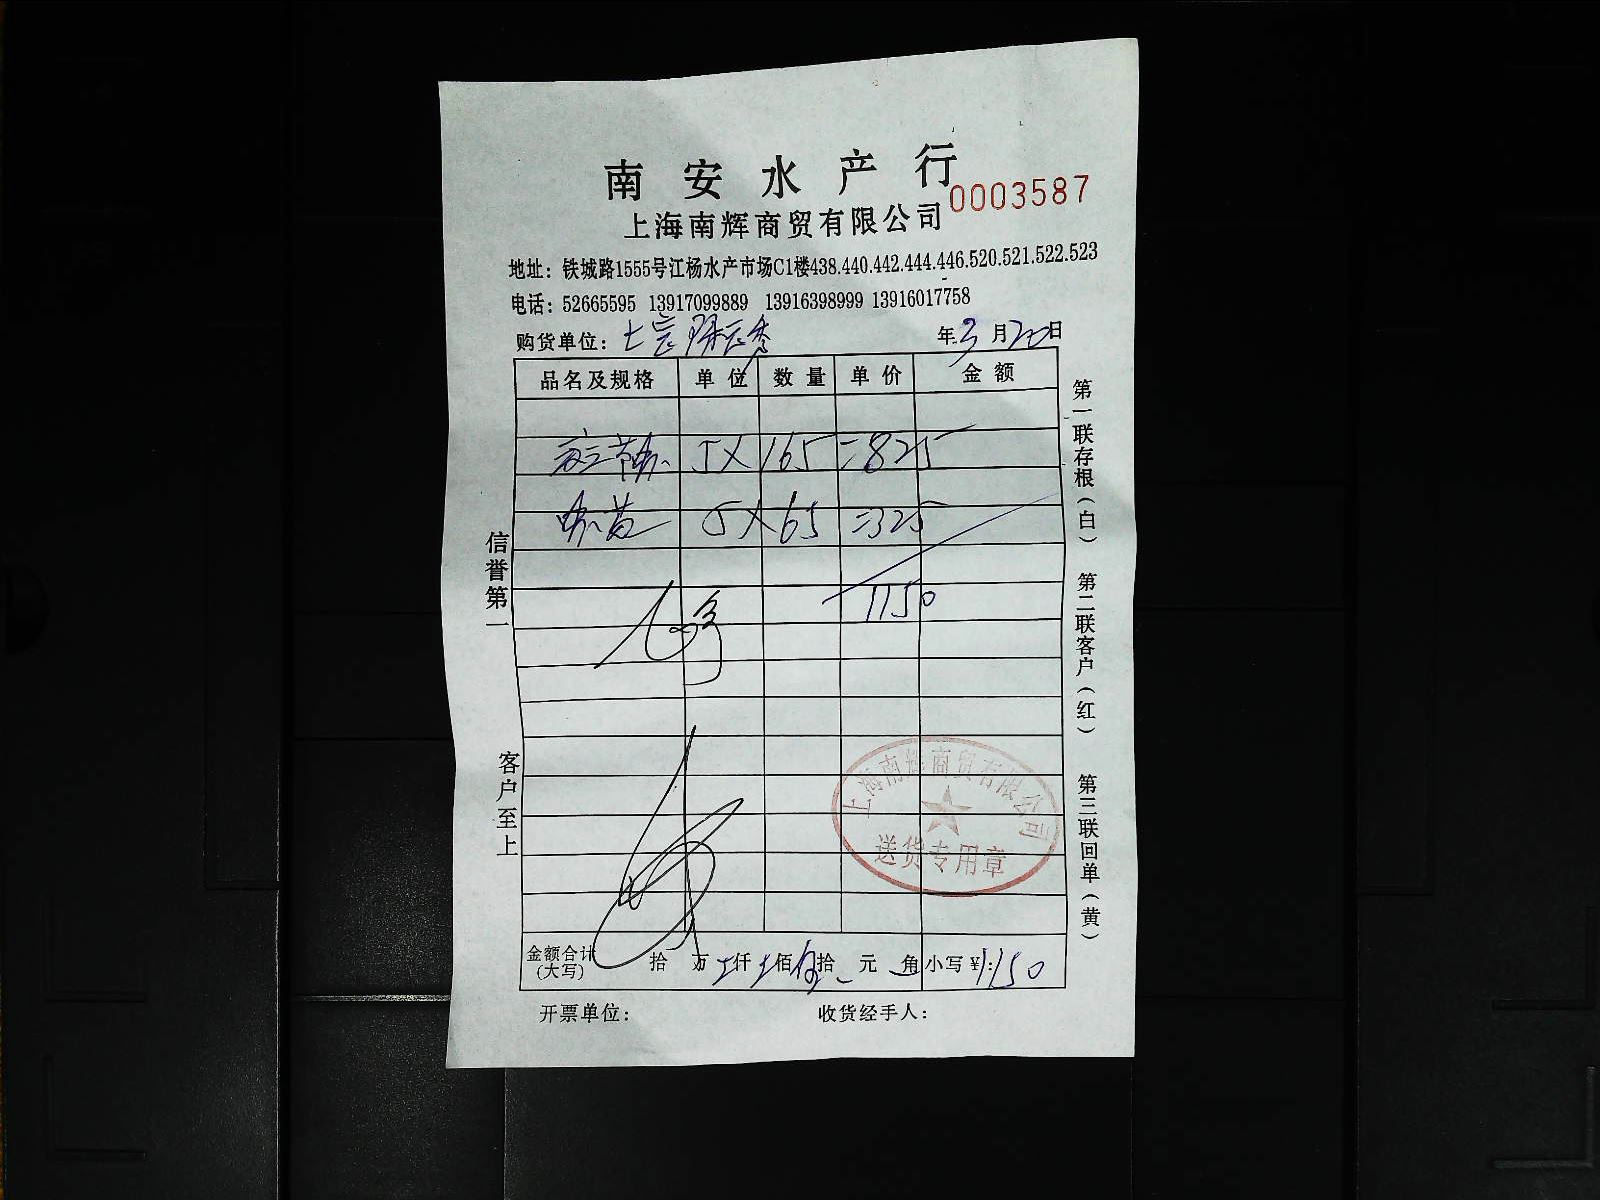 南安水产行
0003587
上海南辉商贸有限公司
地址：铁城路1555号江杨水产市场C1楼438.440.442.444.446.520.521.522.523
电话：52665595 13917099889 13916398999 13916017758
购货单位：
年3月20日
品名及规格 单位 数量 单价 金额
5X165=825
5X65=325
1150
信誉第一
客户至上
第一联存根（白） 第二联客户（红） 第三联回单（黄）
上海南辉商贸有限公司
送货专用章
金额合计（大写） 拾 万 仟 佰 拾 元 角 小写¥：1150
开票单位： 收货经手人：